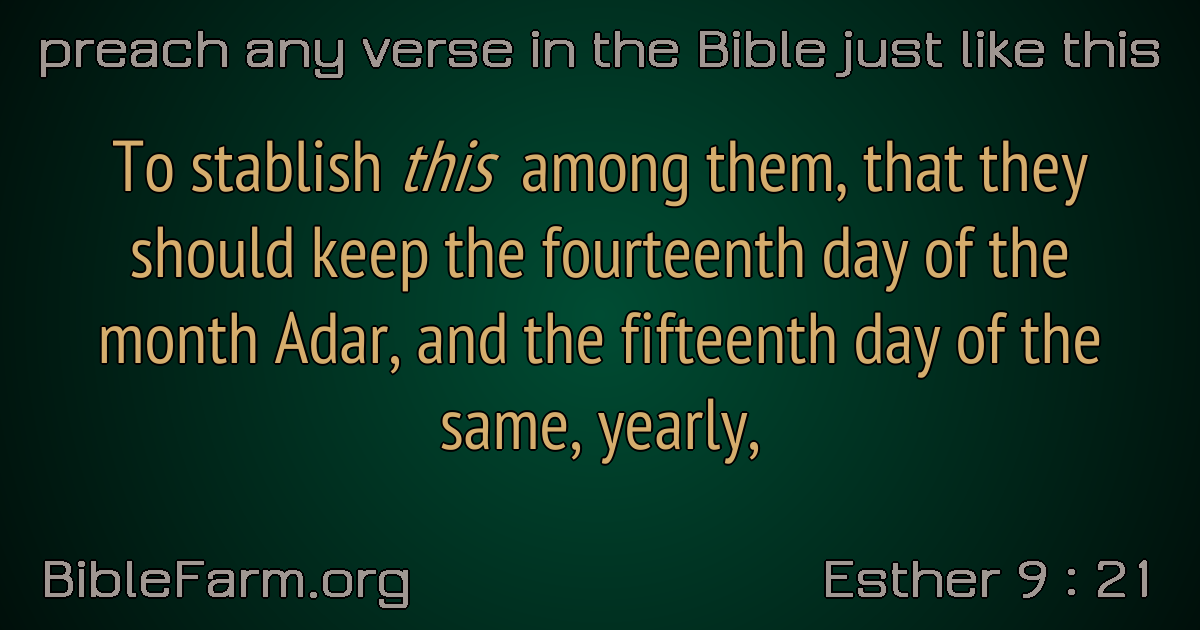 preach any verse in the Bible just like this
To stablish this among them, that they
should keep the fourteenth day of the
month Adar, and the fifteenth day of the
same, yearly,
BibleFarm.org
Esther 9 : 21